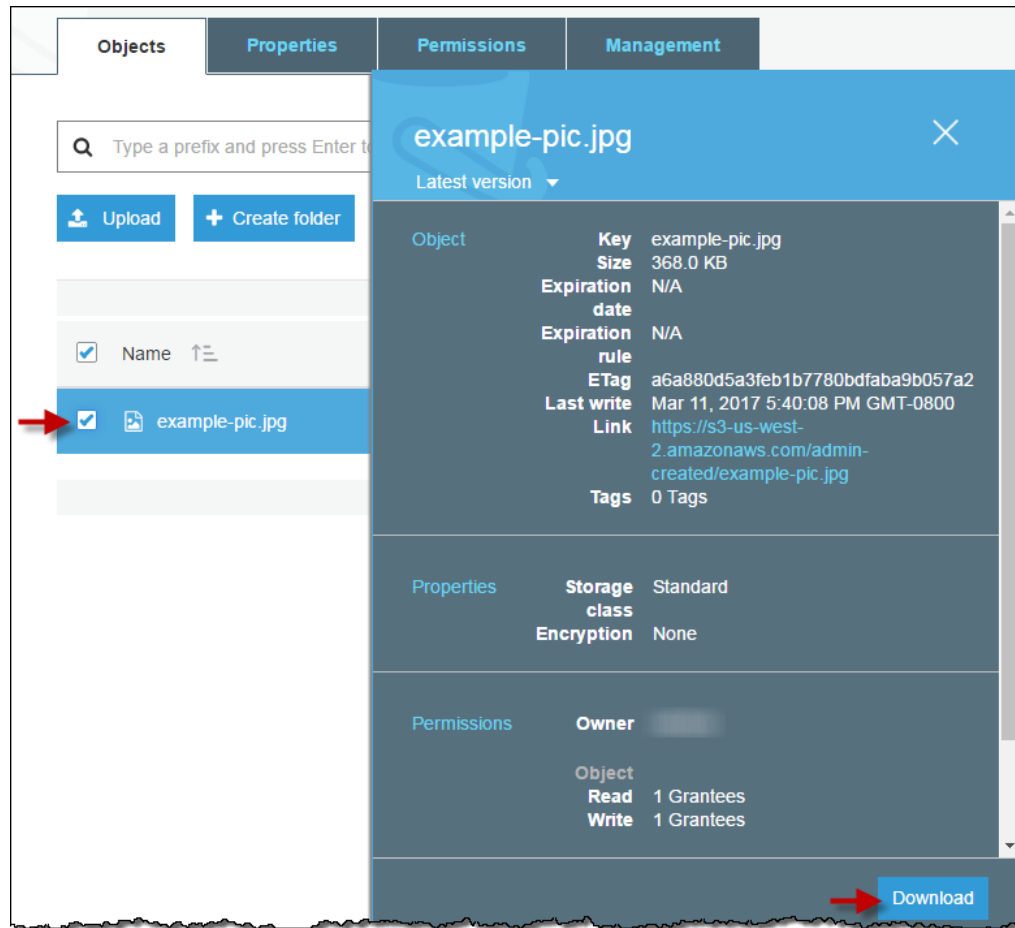 Objects
Properties
Permissions
Management
Type a prefix and press Enter to
Upload
Create folder
Name
example-pic.jpg
example-pic.jpg
Latest version
Object
Key example-pic.jpg
Size 368.0 KB
Expiration N/A
date
Expiration N/A
rule
ETag a6a880d5a3feb1b7780bdfaba9b057a2
Last write Mar 11, 2017 5:40:08 PM GMT-0800
Link https://s3-us-west-
2.amazonaws.com/admin-
created/example-pic.jpg
Tags 0 Tags
Properties
Storage Standard
class
Encryption None
Permissions
Owner
Object
Read 1 Grantees
Write 1 Grantees
Download